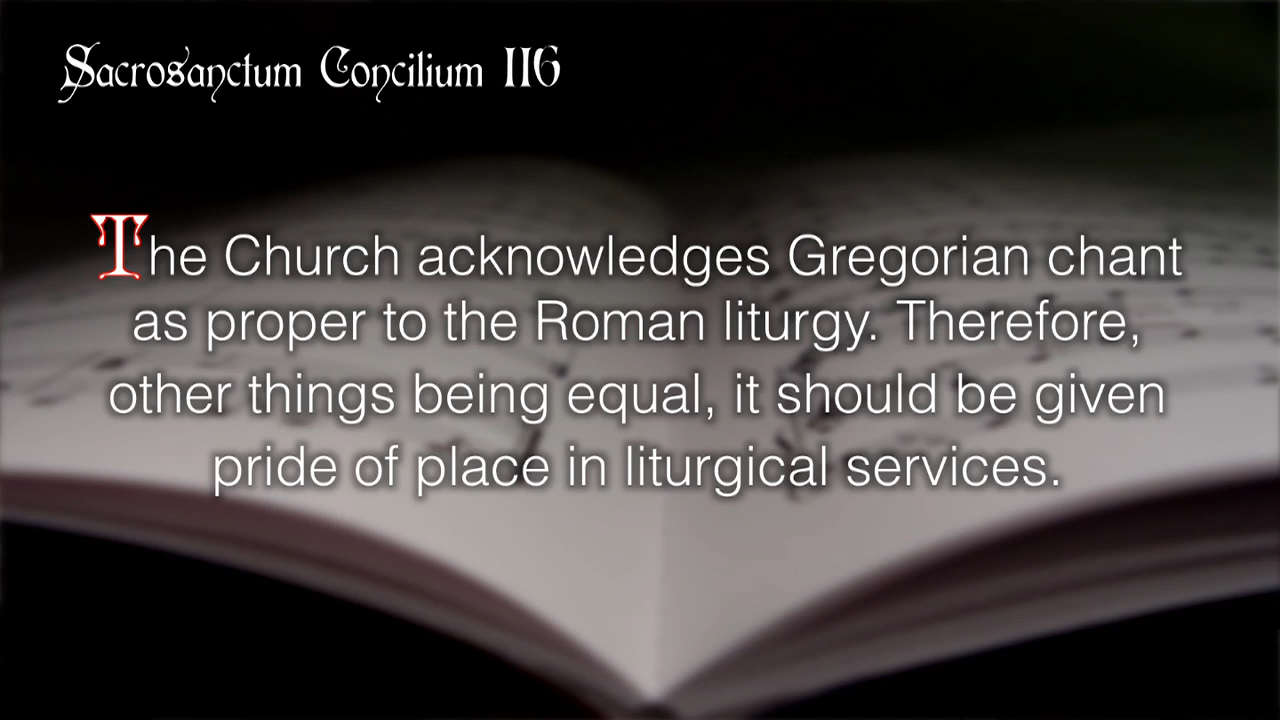 Sacrosanctum Concilium 116
The Church acknowledges Gregorian chant
as proper to the Roman liturgy. Therefore,
other things being equal, it should be given
pride of place in liturgical services.